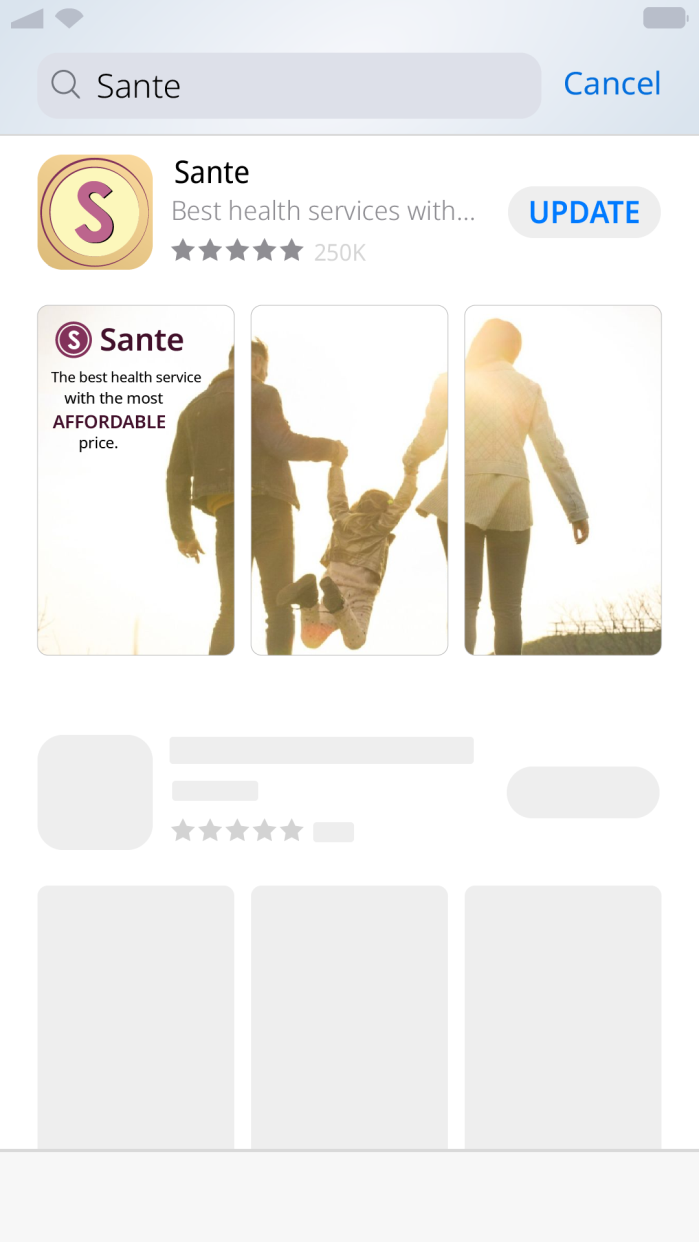 Sante
Cancel
S
Sante
Best health services with...
250K
UPDATE
S Sante
The best health service
with the most
AFFORDABLE
price.